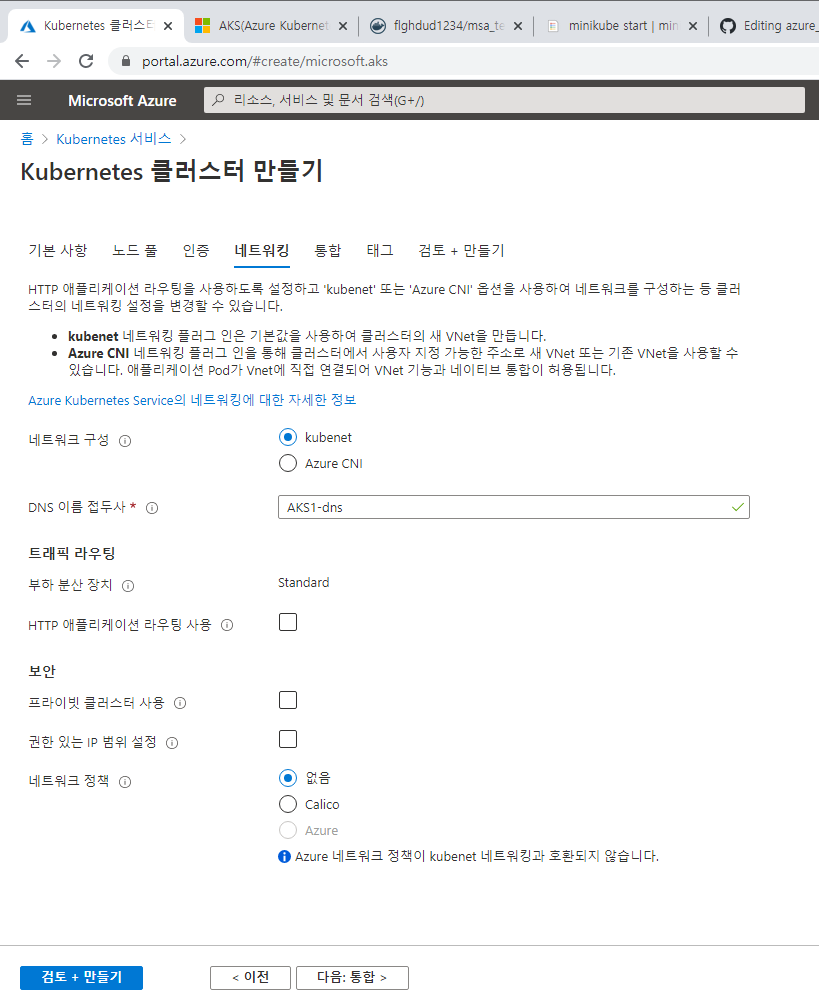 Kubernetes 클러스터
AKS(Azure Kubernet
flghdud1234/msa_te
minikube start | min
Editing azure_
portal.azure.com/#create/microsoft.aks
Microsoft Azure
리소스, 서비스 및 문서 검색(G+/)
홈 > Kubernetes 서비스 >
Kubernetes 클러스터 만들기
기본 사항 노드 풀 인증 네트워킹 통합 태그 검토 + 만들기
HTTP 애플리케이션 라우팅을 사용하도록 설정하고 'kubenet' 또는 'Azure CNI' 옵션을 사용하여 네트워크를 구성하는 등 클러
스터의 네트워킹 설정을 변경할 수 있습니다.
• kubenet 네트워킹 플러그 인은 기본값을 사용하여 클러스터의 새 VNet을 만듭니다.
• Azure CNI 네트워킹 플러그 인을 통해 클러스터에서 사용자 지정 가능한 주소로 새 VNet 또는 기존 VNet을 사용할 수
있습니다. 애플리케이션 Pod가 Vnet에 직접 연결되어 VNet 기능과 네이티브 통합이 허용됩니다.
Azure Kubernetes Service의 네트워킹에 대한 자세한 정보
네트워크 구성
kubenet
Azure CNI
DNS 이름 접두사 *
AKS1-dns
트래픽 라우팅
부하 분산 장치
Standard
HTTP 애플리케이션 라우팅 사용
보안
프라이빗 클러스터 사용
권한 있는 IP 범위 설정
네트워크 정책
없음
Calico
Azure
Azure 네트워크 정책이 kubenet 네트워킹과 호환되지 않습니다.
검토 + 만들기
< 이전
다음: 통합 >